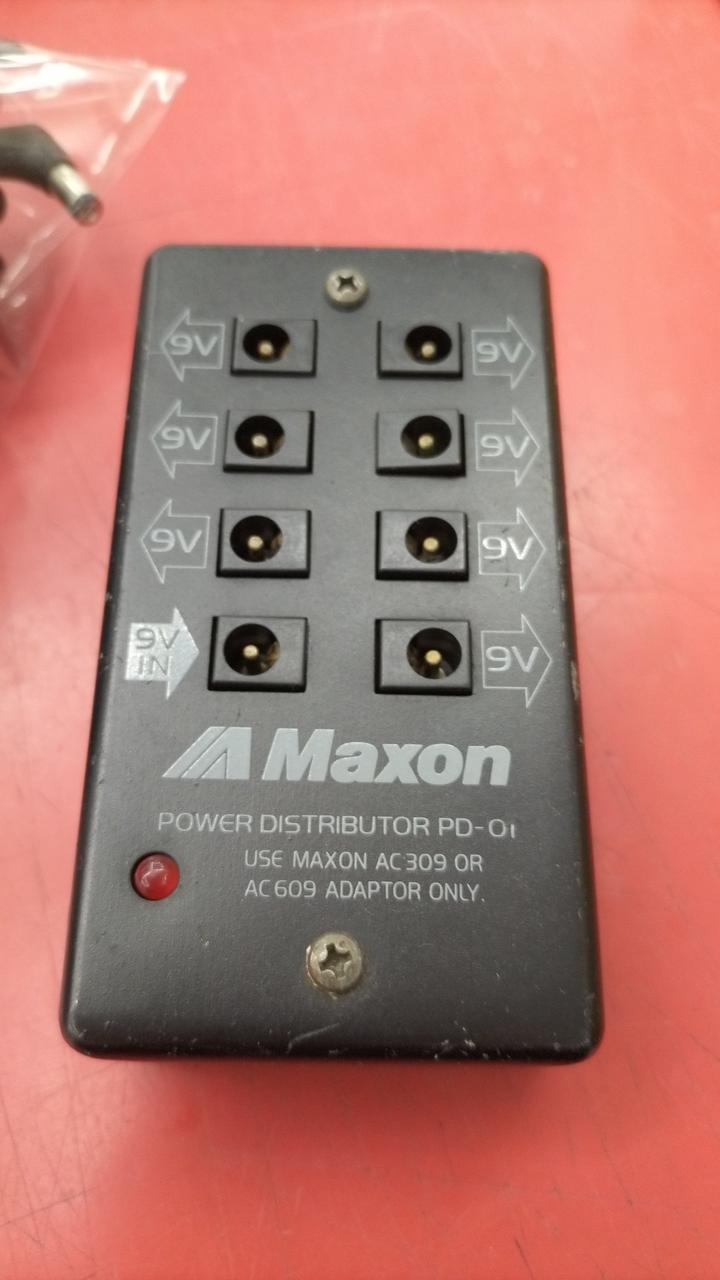 9V 9V
9V 9V
9V 9V
9V IN 9V
Maxon
POWER DISTRIBUTOR PD-01
USE MAXON AC309 OR
AC609 ADAPTOR ONLY.